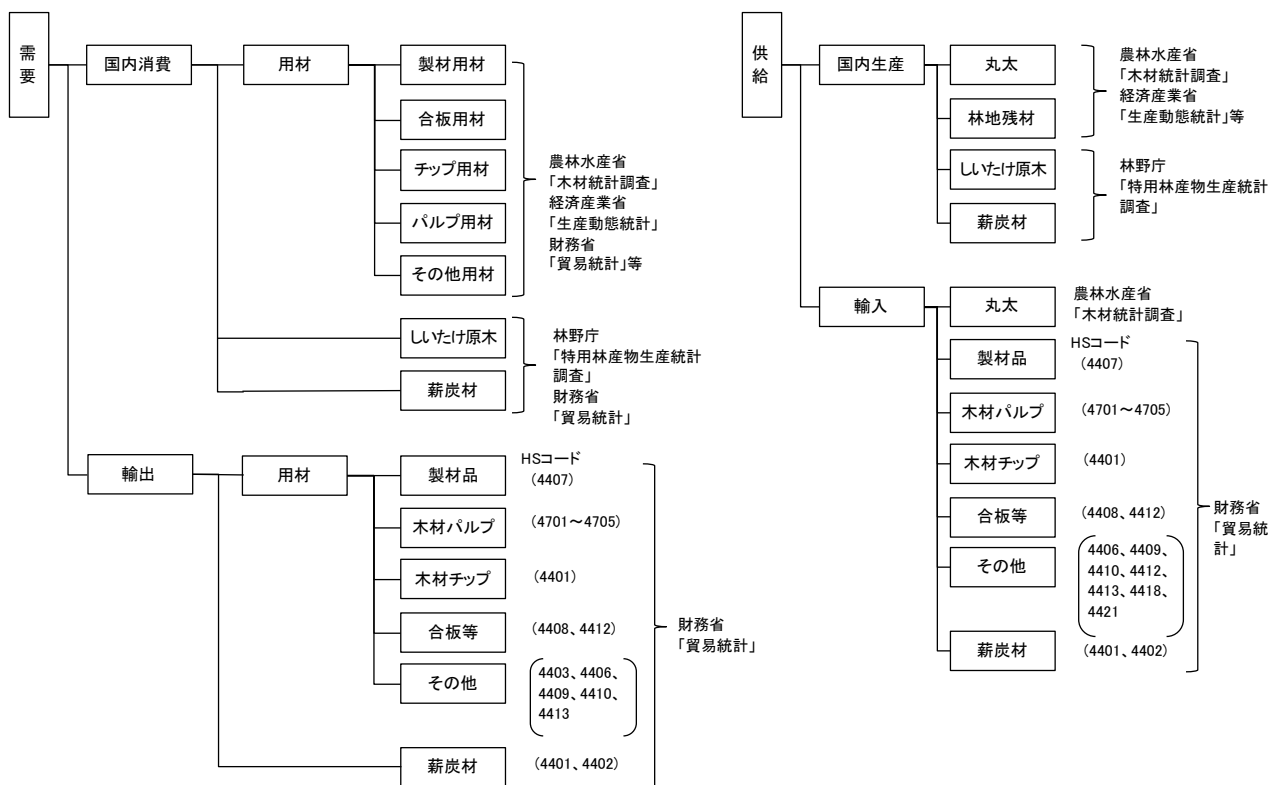 需要
国内消費
用材
製材用材
合板用材
チップ用材
パルプ用材
その他用材
農林水産省
「木材統計調査」
経済産業省
「生産動態統計」
財務省
「貿易統計」等
しいたけ原木
薪炭材
林野庁
「特用林産物生産統計
調査」
財務省
「貿易統計」
輸出
用材
HSコード
製材品
(4407)
木材パルプ
(4701～4705)
木材チップ
(4401)
合板等
(4408、4412)
その他
4403、4406、
4409、4410、
4413
薪炭材
(4401、4402)
財務省
「貿易統計」
供給
国内生産
丸太
林地残材
農林水産省
「木材統計調査」
経済産業省
「生産動態統計」等
しいたけ原木
薪炭材
林野庁
「特用林産物生産統計
調査」
輸入
丸太
農林水産省
「木材統計調査」
HSコード
製材品
(4407)
木材パルプ
(4701～4705)
木材チップ
(4401)
合板等
(4408、4412)
その他
4406、4409、
4410、4412、
4413、4418、
4421
薪炭材
(4401、4402)
財務省
「貿易統
計」